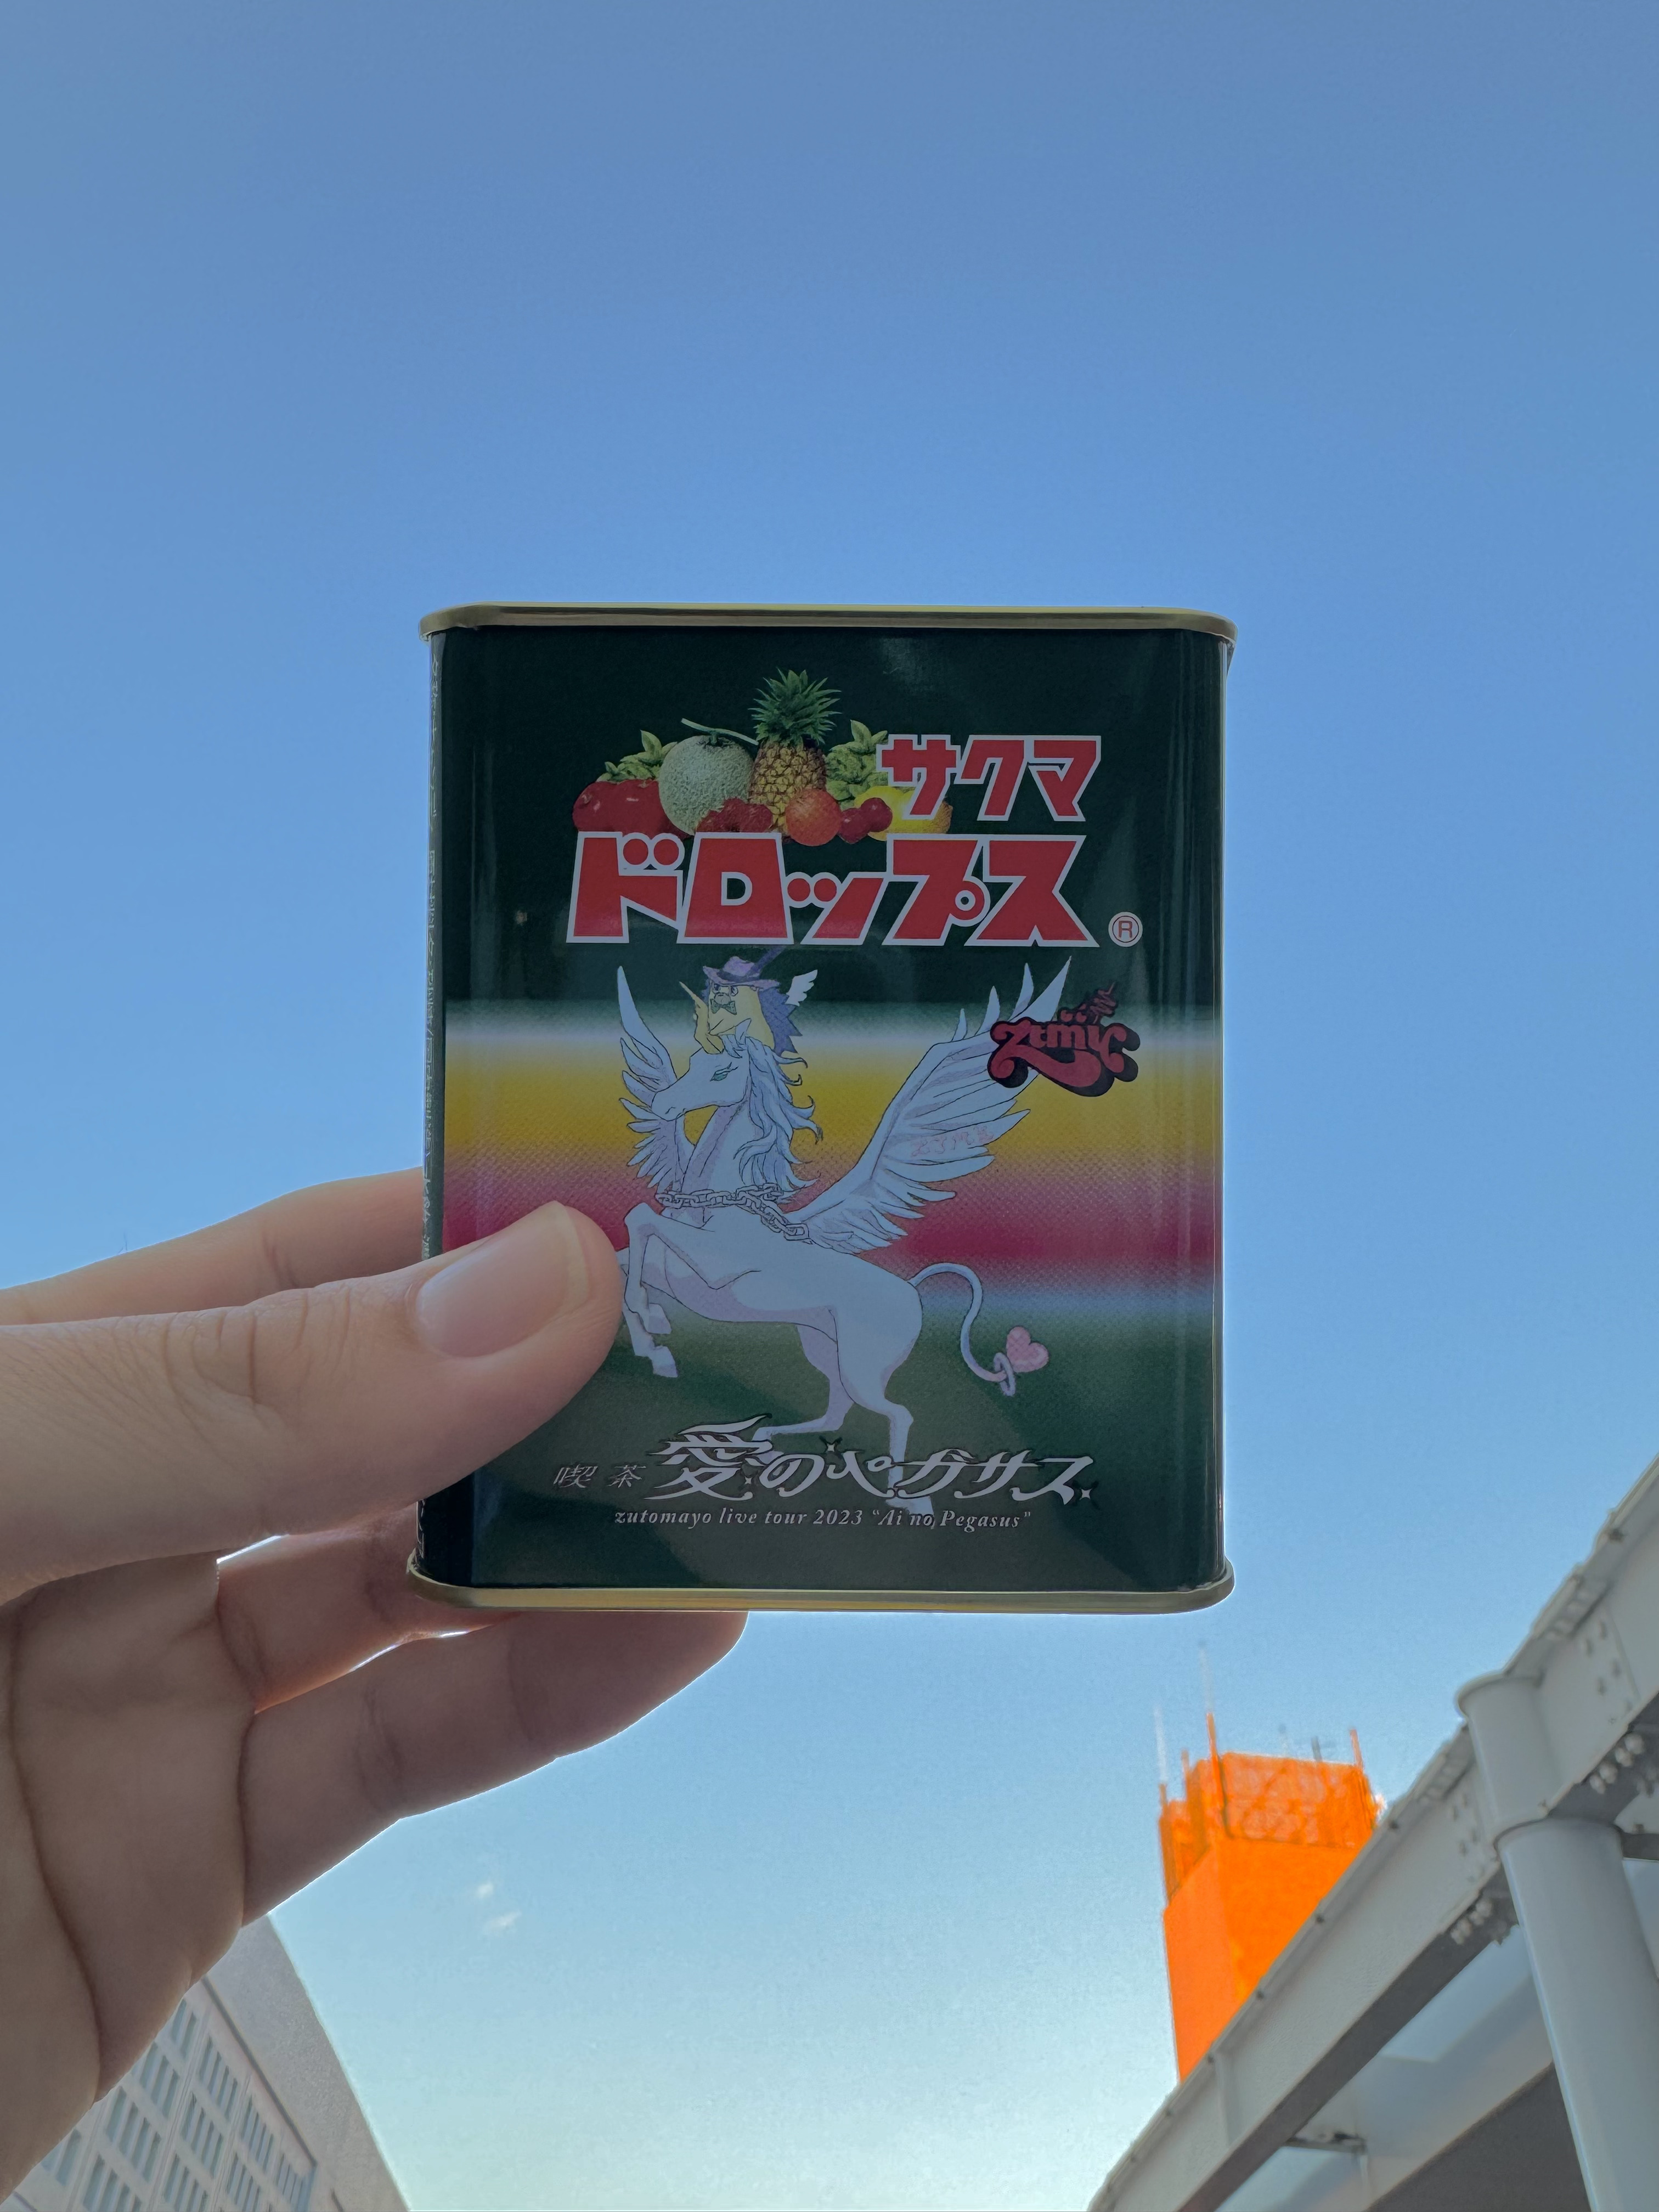 サクマ
ドロップス
®
ztmy
ZTMY
喫茶 愛のペガサス
zutomayo live tour 2023 "Ai no Pegasus"